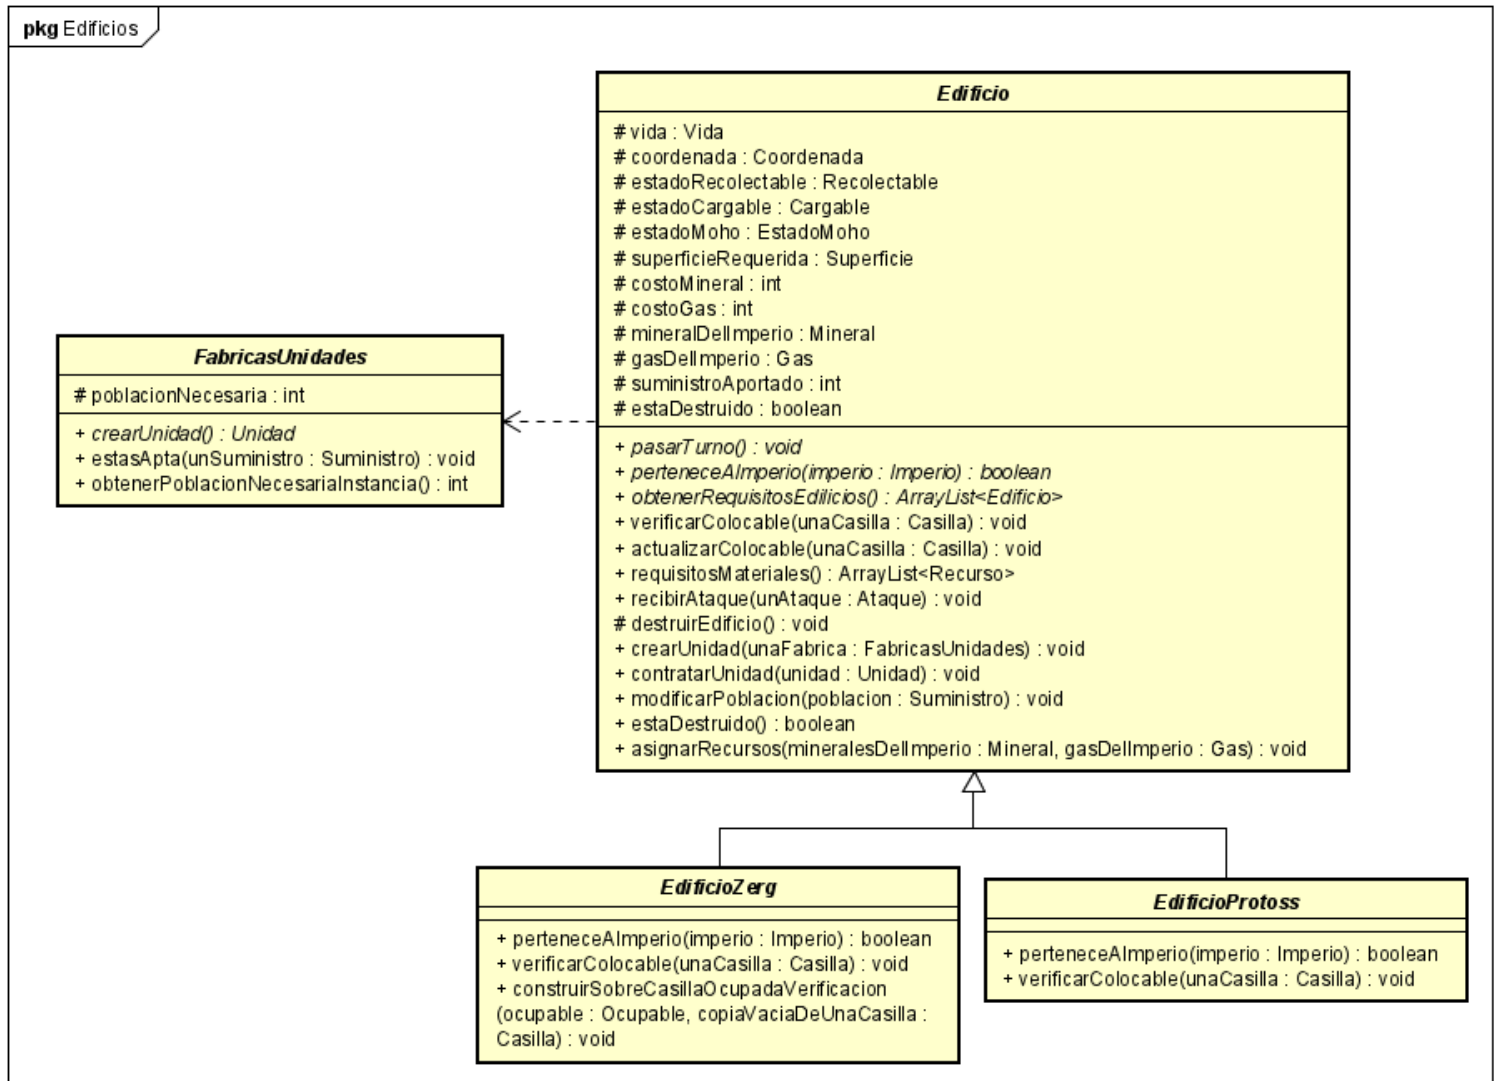 pkg Edificios
Edificio
# vida : Vida
# coordenada : Coordenada
# estadoRecolectable : Recolectable
# estadoCargable : Cargable
# estadoMoho : EstadoMoho
# superficieRequerida : Superficie
# costoMineral : int
# costoGas : int
# mineralDelImperio : Mineral
# gasDelImperio : Gas
# suministroAportado : int
# estaDestruido : boolean
+ pasarTurno() : void
+ perteneceAImperio(imperio : Imperio) : boolean
+ obtenerRequisitosEdilicios() : ArrayList<Edificio>
+ verificarColocable(unaCasilla : Casilla) : void
+ actualizarColocable(unaCasilla : Casilla) : void
+ requisitosMateriales() : ArrayList<Recurso>
+ recibirAtaque(unAtaque : Ataque) : void
# destruirEdificio() : void
+ crearUnidad(unaFabrica : FabricasUnidades) : void
+ contratarUnidad(unidad : Unidad) : void
+ modificarPoblacion(poblacion : Suministro) : void
+ estaDestruido() : boolean
+ asignarRecursos(mineralesDelImperio : Mineral, gasDelImperio : Gas) : void
FabricasUnidades
# poblacionNecesaria : int
+ crearUnidad() : Unidad
+ estasApta(unSuministro : Suministro) : void
+ obtenerPoblacionNecesariaInstancia() : int
EdificioZerg
+ perteneceAImperio(imperio : Imperio) : boolean
+ verificarColocable(unaCasilla : Casilla) : void
+ construirSobreCasillaOcupadaVerificacion
(ocupable : Ocupable, copiaVaciaDeUnaCasilla :
Casilla) : void
EdificioProtoss
+ perteneceAImperio(imperio : Imperio) : boolean
+ verificarColocable(unaCasilla : Casilla) : void